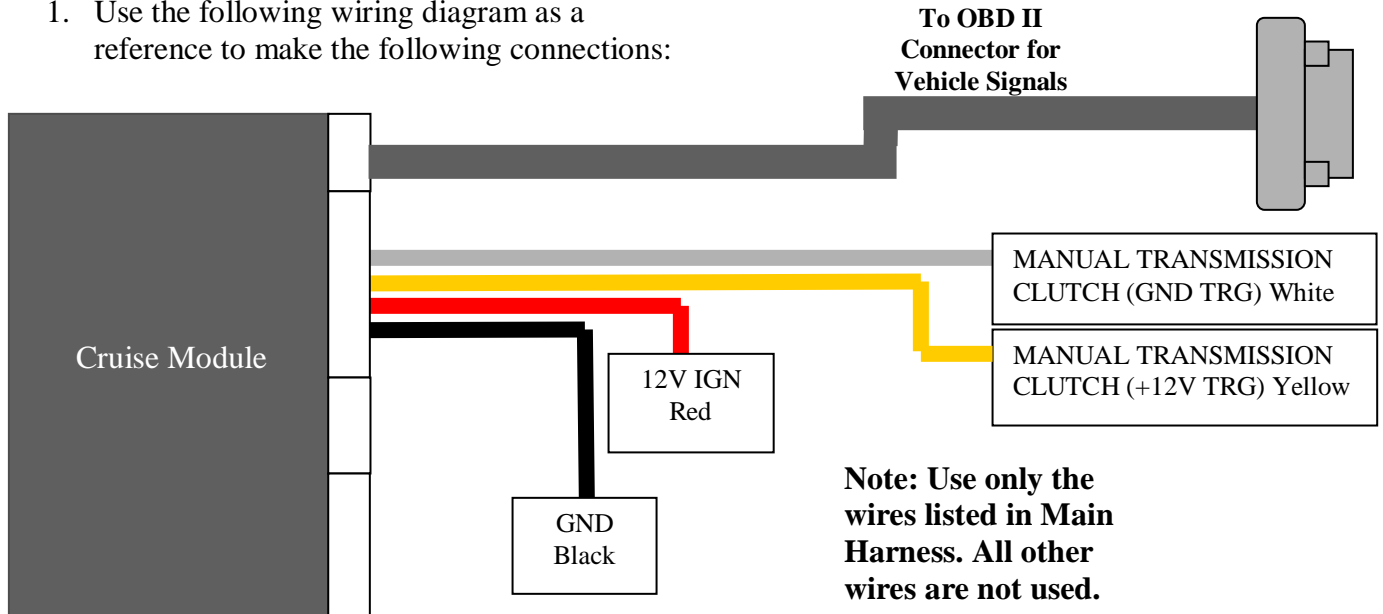 1. Use the following wiring diagram as a
reference to make the following connections:
To OBD II
Connector for
Vehicle Signals
Cruise Module
MANUAL TRANSMISSION
CLUTCH (GND TRG) White
MANUAL TRANSMISSION
CLUTCH (+12V TRG) Yellow
12V IGN
Red
GND
Black
Note: Use only the
wires listed in Main
Harness. All other
wires are not used.